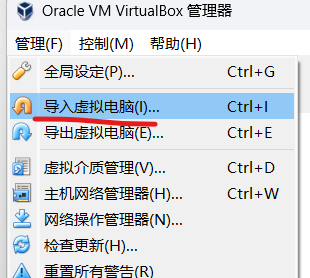 Oracle VM VirtualBox 管理器
管理(F) 控制(M) 帮助(H)
全局设定(P)... Ctrl+G
导入虚拟电脑(I)... Ctrl+I
导出虚拟电脑(E)... Ctrl+E
虚拟介质管理(V)... Ctrl+D
主机网络管理器(H)... Ctrl+W
网络操作管理器(N)...
检查更新(H)...
重置所有警告(R)